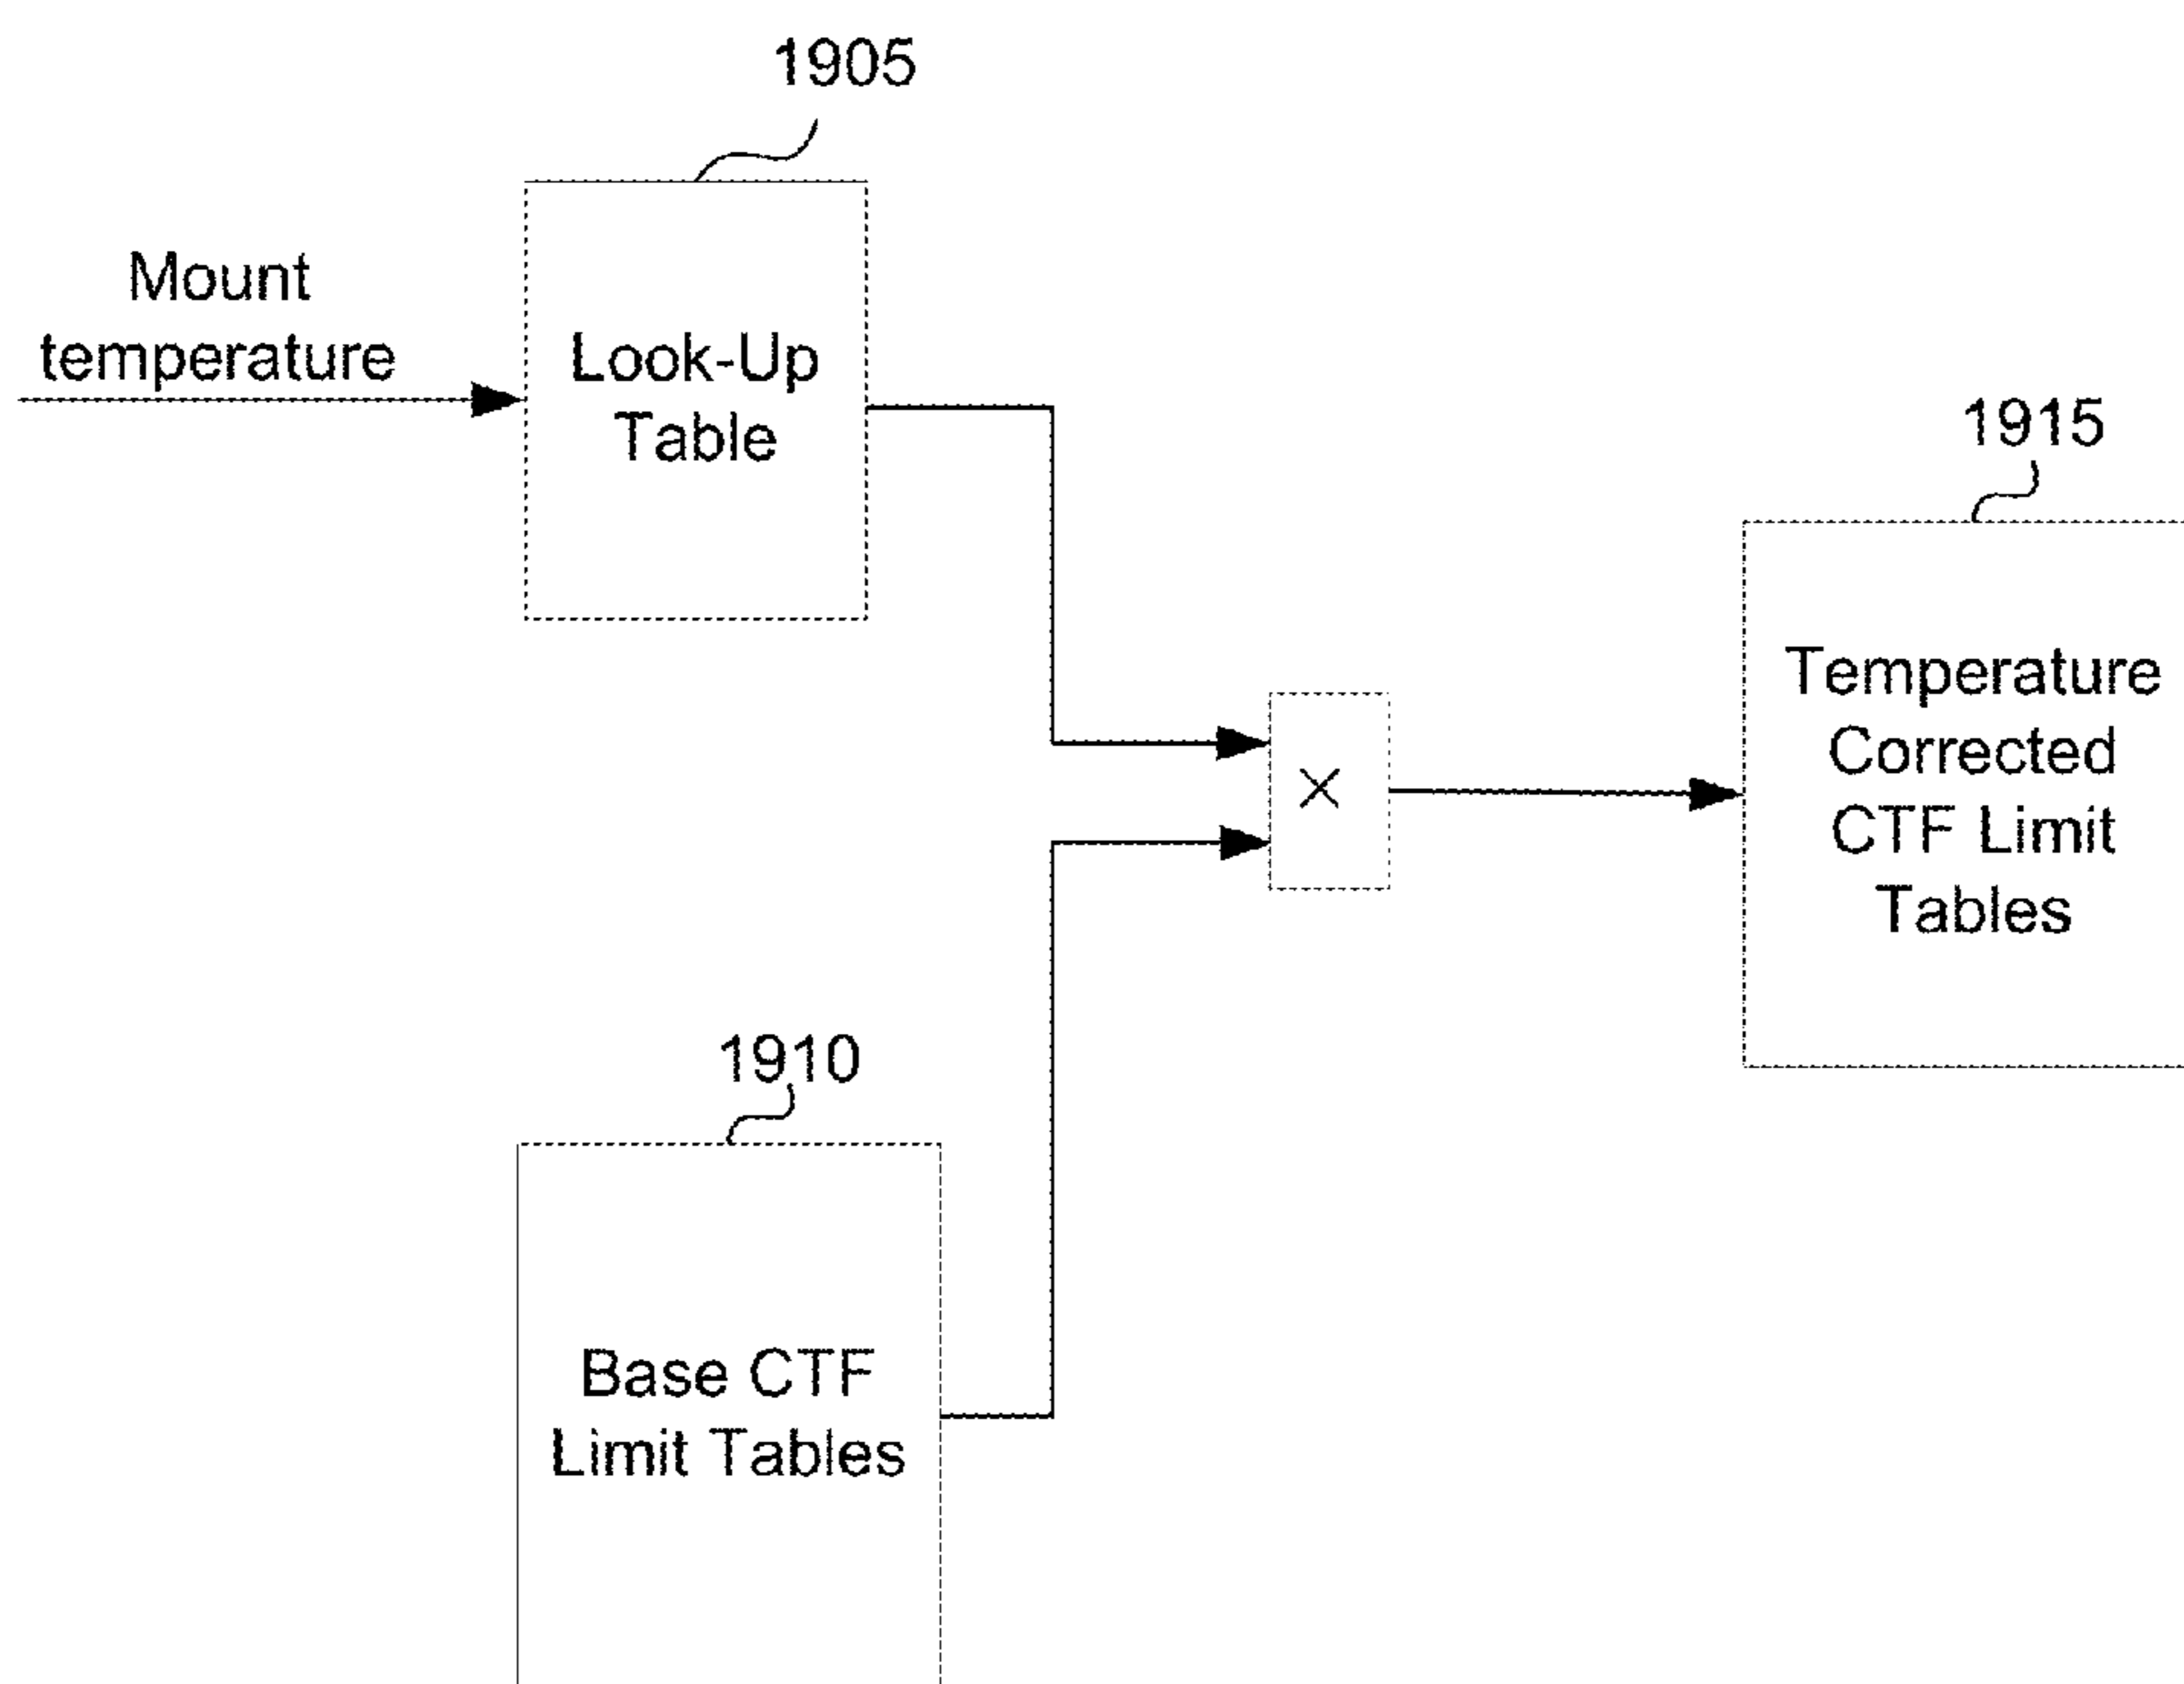 1905
Mount
temperature
Look-Up
Table
1915
×
Temperature
Corrected
CTF Limit
Tables
1910
Base CTF
Limit Tables